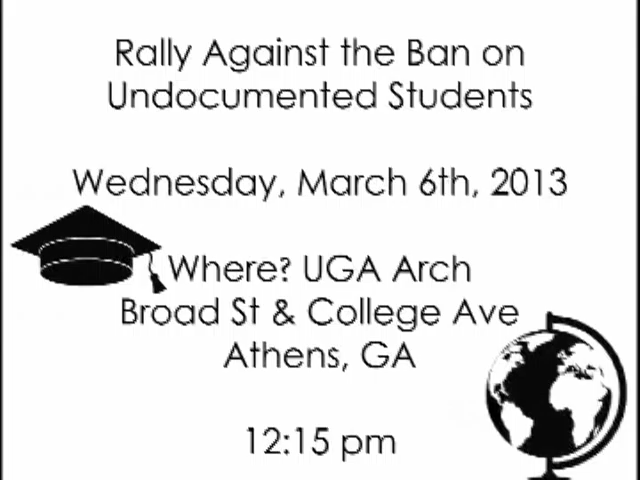 Rally Against the Ban on
Undocumented Students
Wednesday, March 6th, 2013
Where? UGA Arch
Broad St & College Ave
Athens, GA
12:15 pm